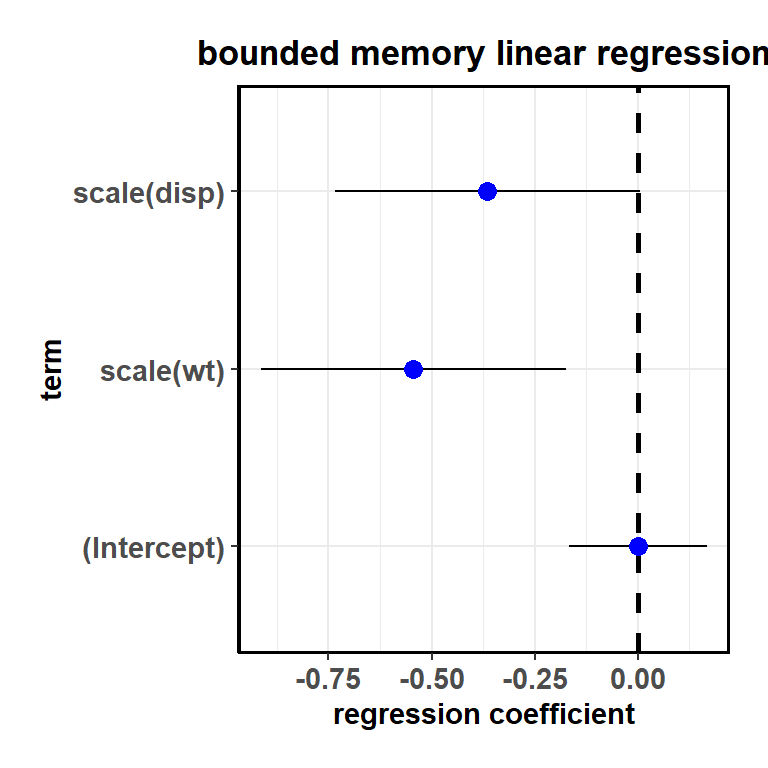 bounded memory linear regression
scale(disp)
scale(wt)
(Intercept)
term
-0.75 -0.50 -0.25 0.00
regression coefficient